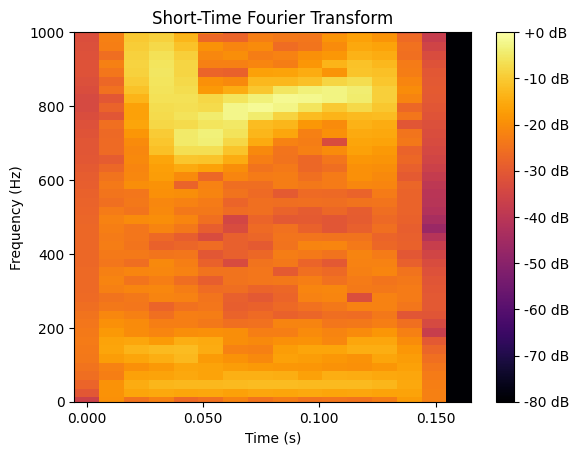 Short-Time Fourier Transform
Frequency (Hz)
1000
800
600
400
200
0
0.000
0.050
0.100
0.150
Time (s)
+0 dB
-10 dB
-20 dB
-30 dB
-40 dB
-50 dB
-60 dB
-70 dB
-80 dB